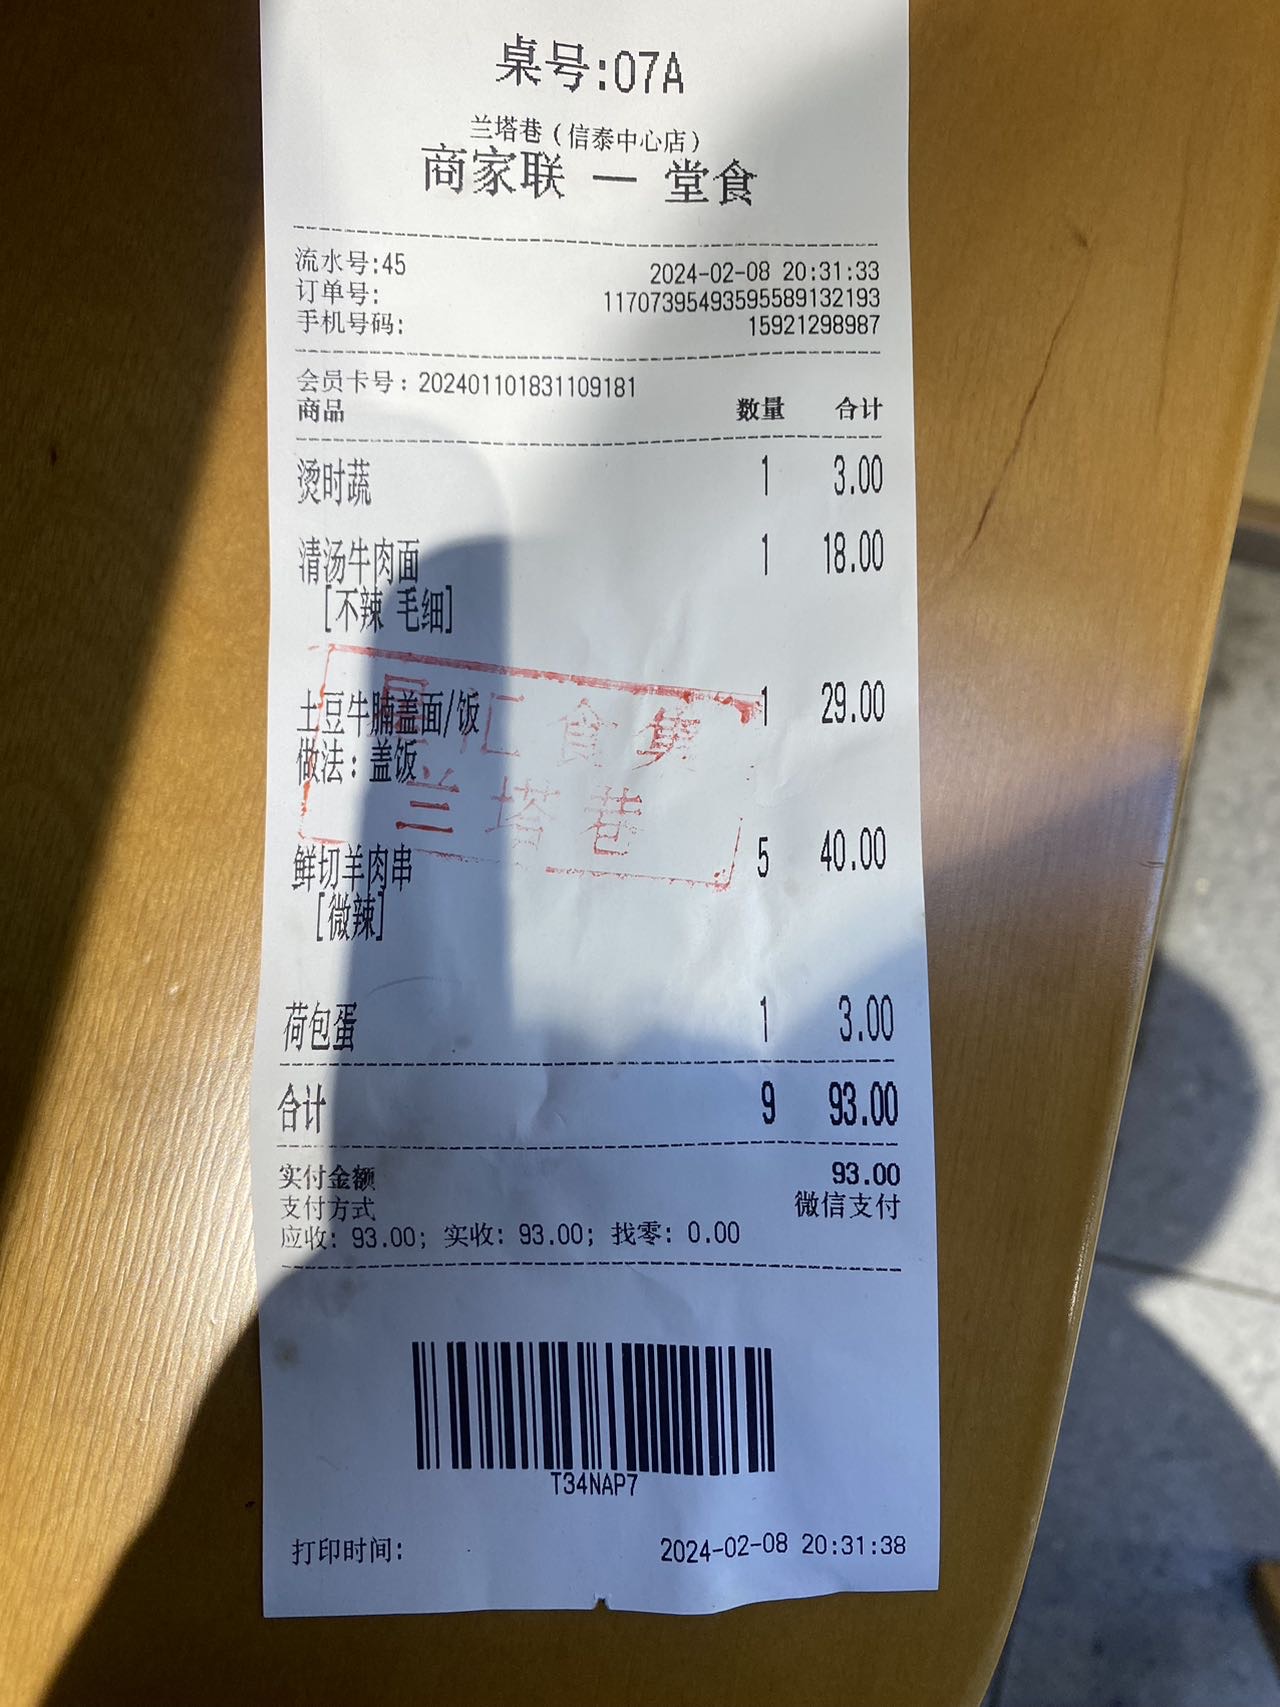 桌号:07A
兰塔巷（信泰中心店）
商家联 一 堂食
流水号:45 2024-02-08 20:31:33
订单号: 11707395493595589132193
手机号码: 15921298987
会员卡号：202401101831109181
商品 数量 合计
烫时蔬 1 3.00
清汤牛肉面 1 18.00
[不辣 毛细]
土豆牛腩盖面/饭 1 29.00
做法：盖饭
星汇食集
兰塔巷
鲜切羊肉串 5 40.00
[微辣]
荷包蛋 1 3.00
合计 9 93.00
实付金额 93.00
支付方式 微信支付
应收: 93.00; 实收: 93.00; 找零: 0.00
T34NAP7
打印时间: 2024-02-08 20:31:38